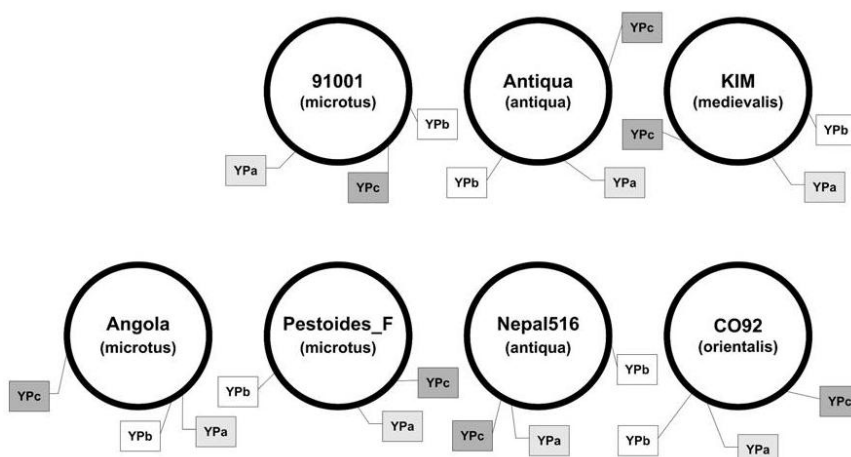 YPc
91001
(microtus)
Antiqua
(antiqua)
KIM
(medievalis)
YPb
YPc
YPb
YPa
YPc
YPb
YPa
YPa
Angola
(microtus)
Pestoides_F
(microtus)
Nepal516
(antiqua)
CO92
(orientalis)
YPb
YPc
YPb
YPc
YPc
YPb
YPa
YPa
YPc
YPa
YPb
YPa